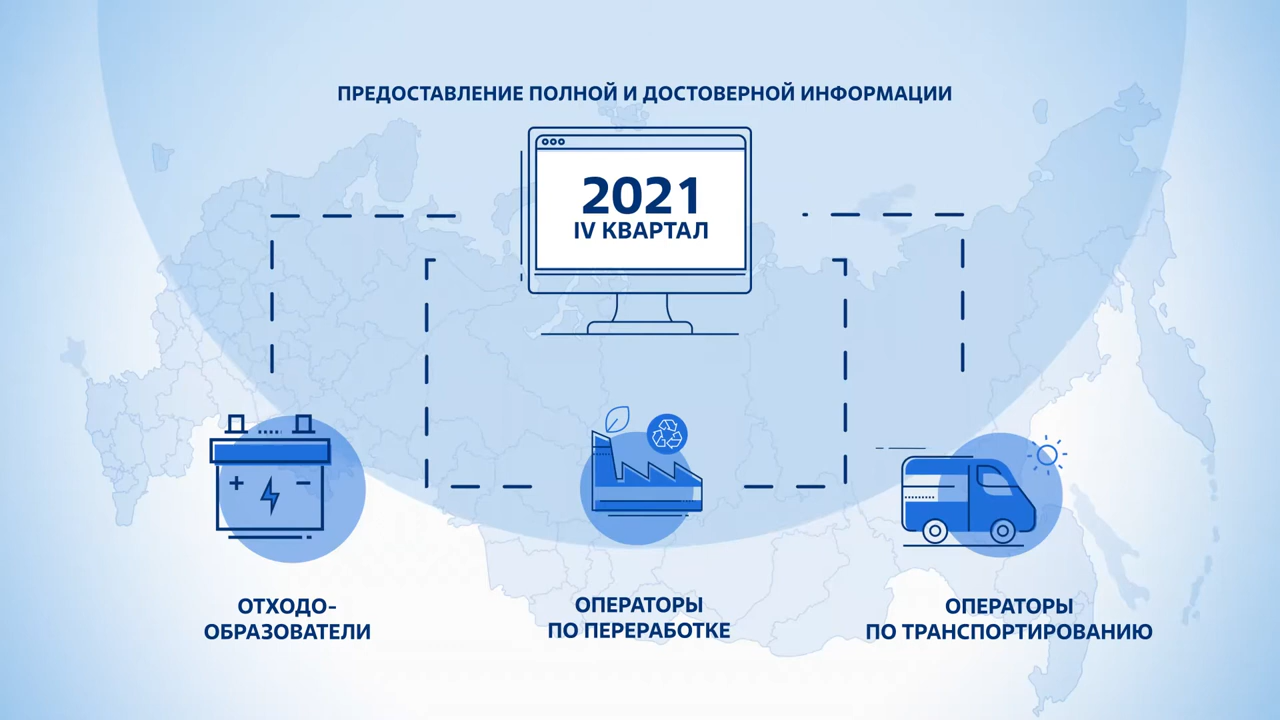 ПРЕДОСТАВЛЕНИЕ ПОЛНОЙ И ДОСТОВЕРНОЙ ИНФОРМАЦИИ
2021
IV КВАРТАЛ
ОТХОДО-
ОБРАЗОВАТЕЛИ
ОПЕРАТОРЫ
ПО ПЕРЕРАБОТКЕ
ОПЕРАТОРЫ
ПО ТРАНСПОРТИРОВАНИЮ